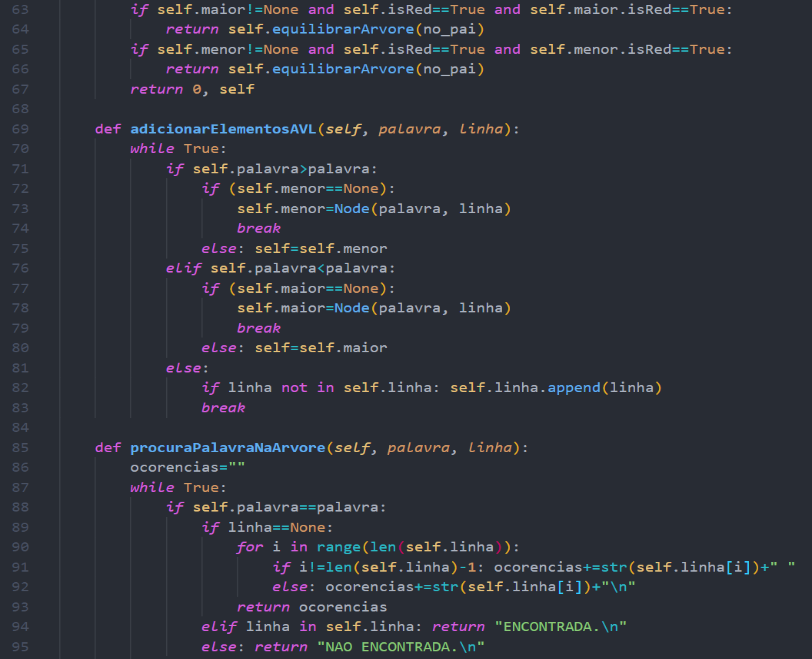 63 if self.maior!=None and self.isRed==True and self.maior.isRed==True:
64 return self.equilibrarArvore(no_pai)
65 if self.menor!=None and self.isRed==True and self.menor.isRed==True:
66 return self.equilibrarArvore(no_pai)
67 return 0, self
68
69 def adicionarElementosAVL(self, palavra, linha):
70 while True:
71 if self.palavra>palavra:
72 if (self.menor==None):
73 self.menor=Node(palavra, linha)
74 break
75 else: self=self.menor
76 elif self.palavra<palavra:
77 if (self.maior==None):
78 self.maior=Node(palavra, linha)
79 break
80 else: self=self.maior
81 else:
82 if linha not in self.linha: self.linha.append(linha)
83 break
84
85 def procuraPalavraNaArvore(self, palavra, linha):
86 ocorencias=""
87 while True:
88 if self.palavra==palavra:
89 if linha==None:
90 for i in range(len(self.linha)):
91 if i!=len(self.linha)-1: ocorencias+=str(self.linha[i])+" "
92 else: ocorencias+=str(self.linha[i])+"\n"
93 return ocorencias
94 elif linha in self.linha: return "ENCONTRADA.\n"
95 else: return "NAO ENCONTRADA.\n"